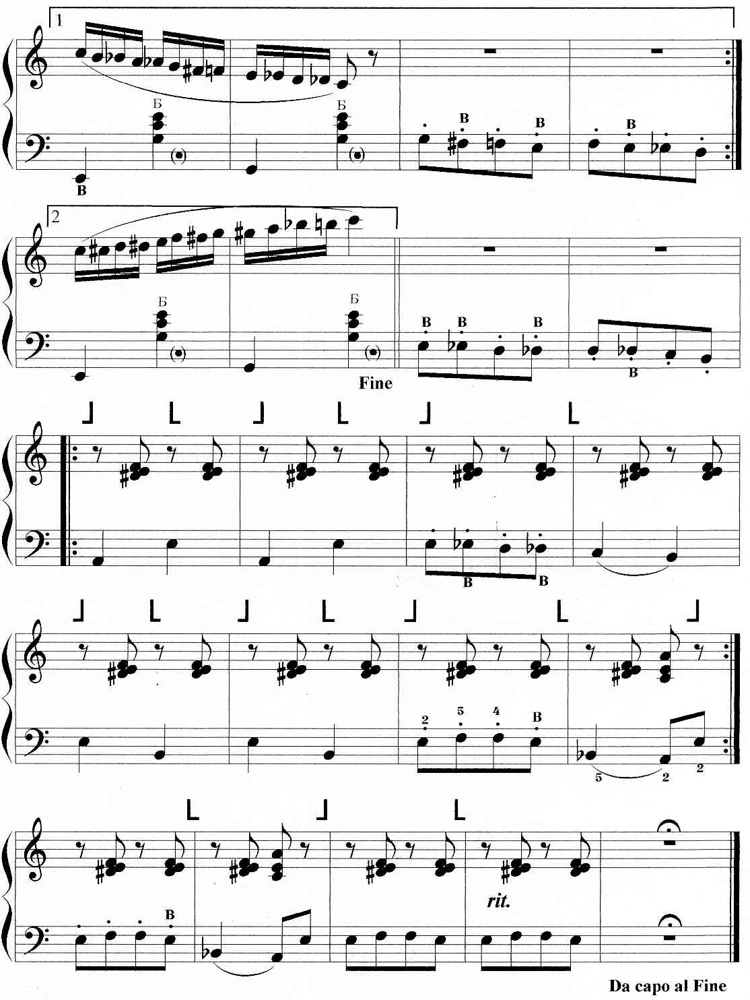 1
Б Б
В В В
В
2
Б Б
В В В
В
Fine
В В
2 5 4 В
5 2 2
В
rit.
Da capo al Fine